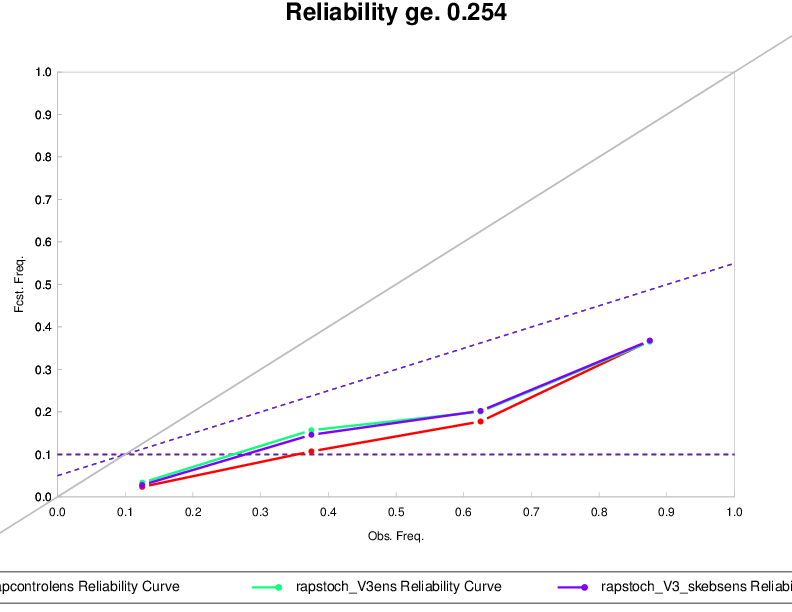 Reliability ge. 0.254
1.0
0.9
0.8
0.7
0.6
0.5
0.4
0.3
0.2
0.1
0.0
Fcst. Freq.
0.0 0.1 0.2 0.3 0.4 0.5 0.6 0.7 0.8 0.9 1.0
Obs. Freq.
apcontrolens Reliability Curve rapstoch_V3ens Reliability Curve rapstoch_V3_skebsens Reliabi